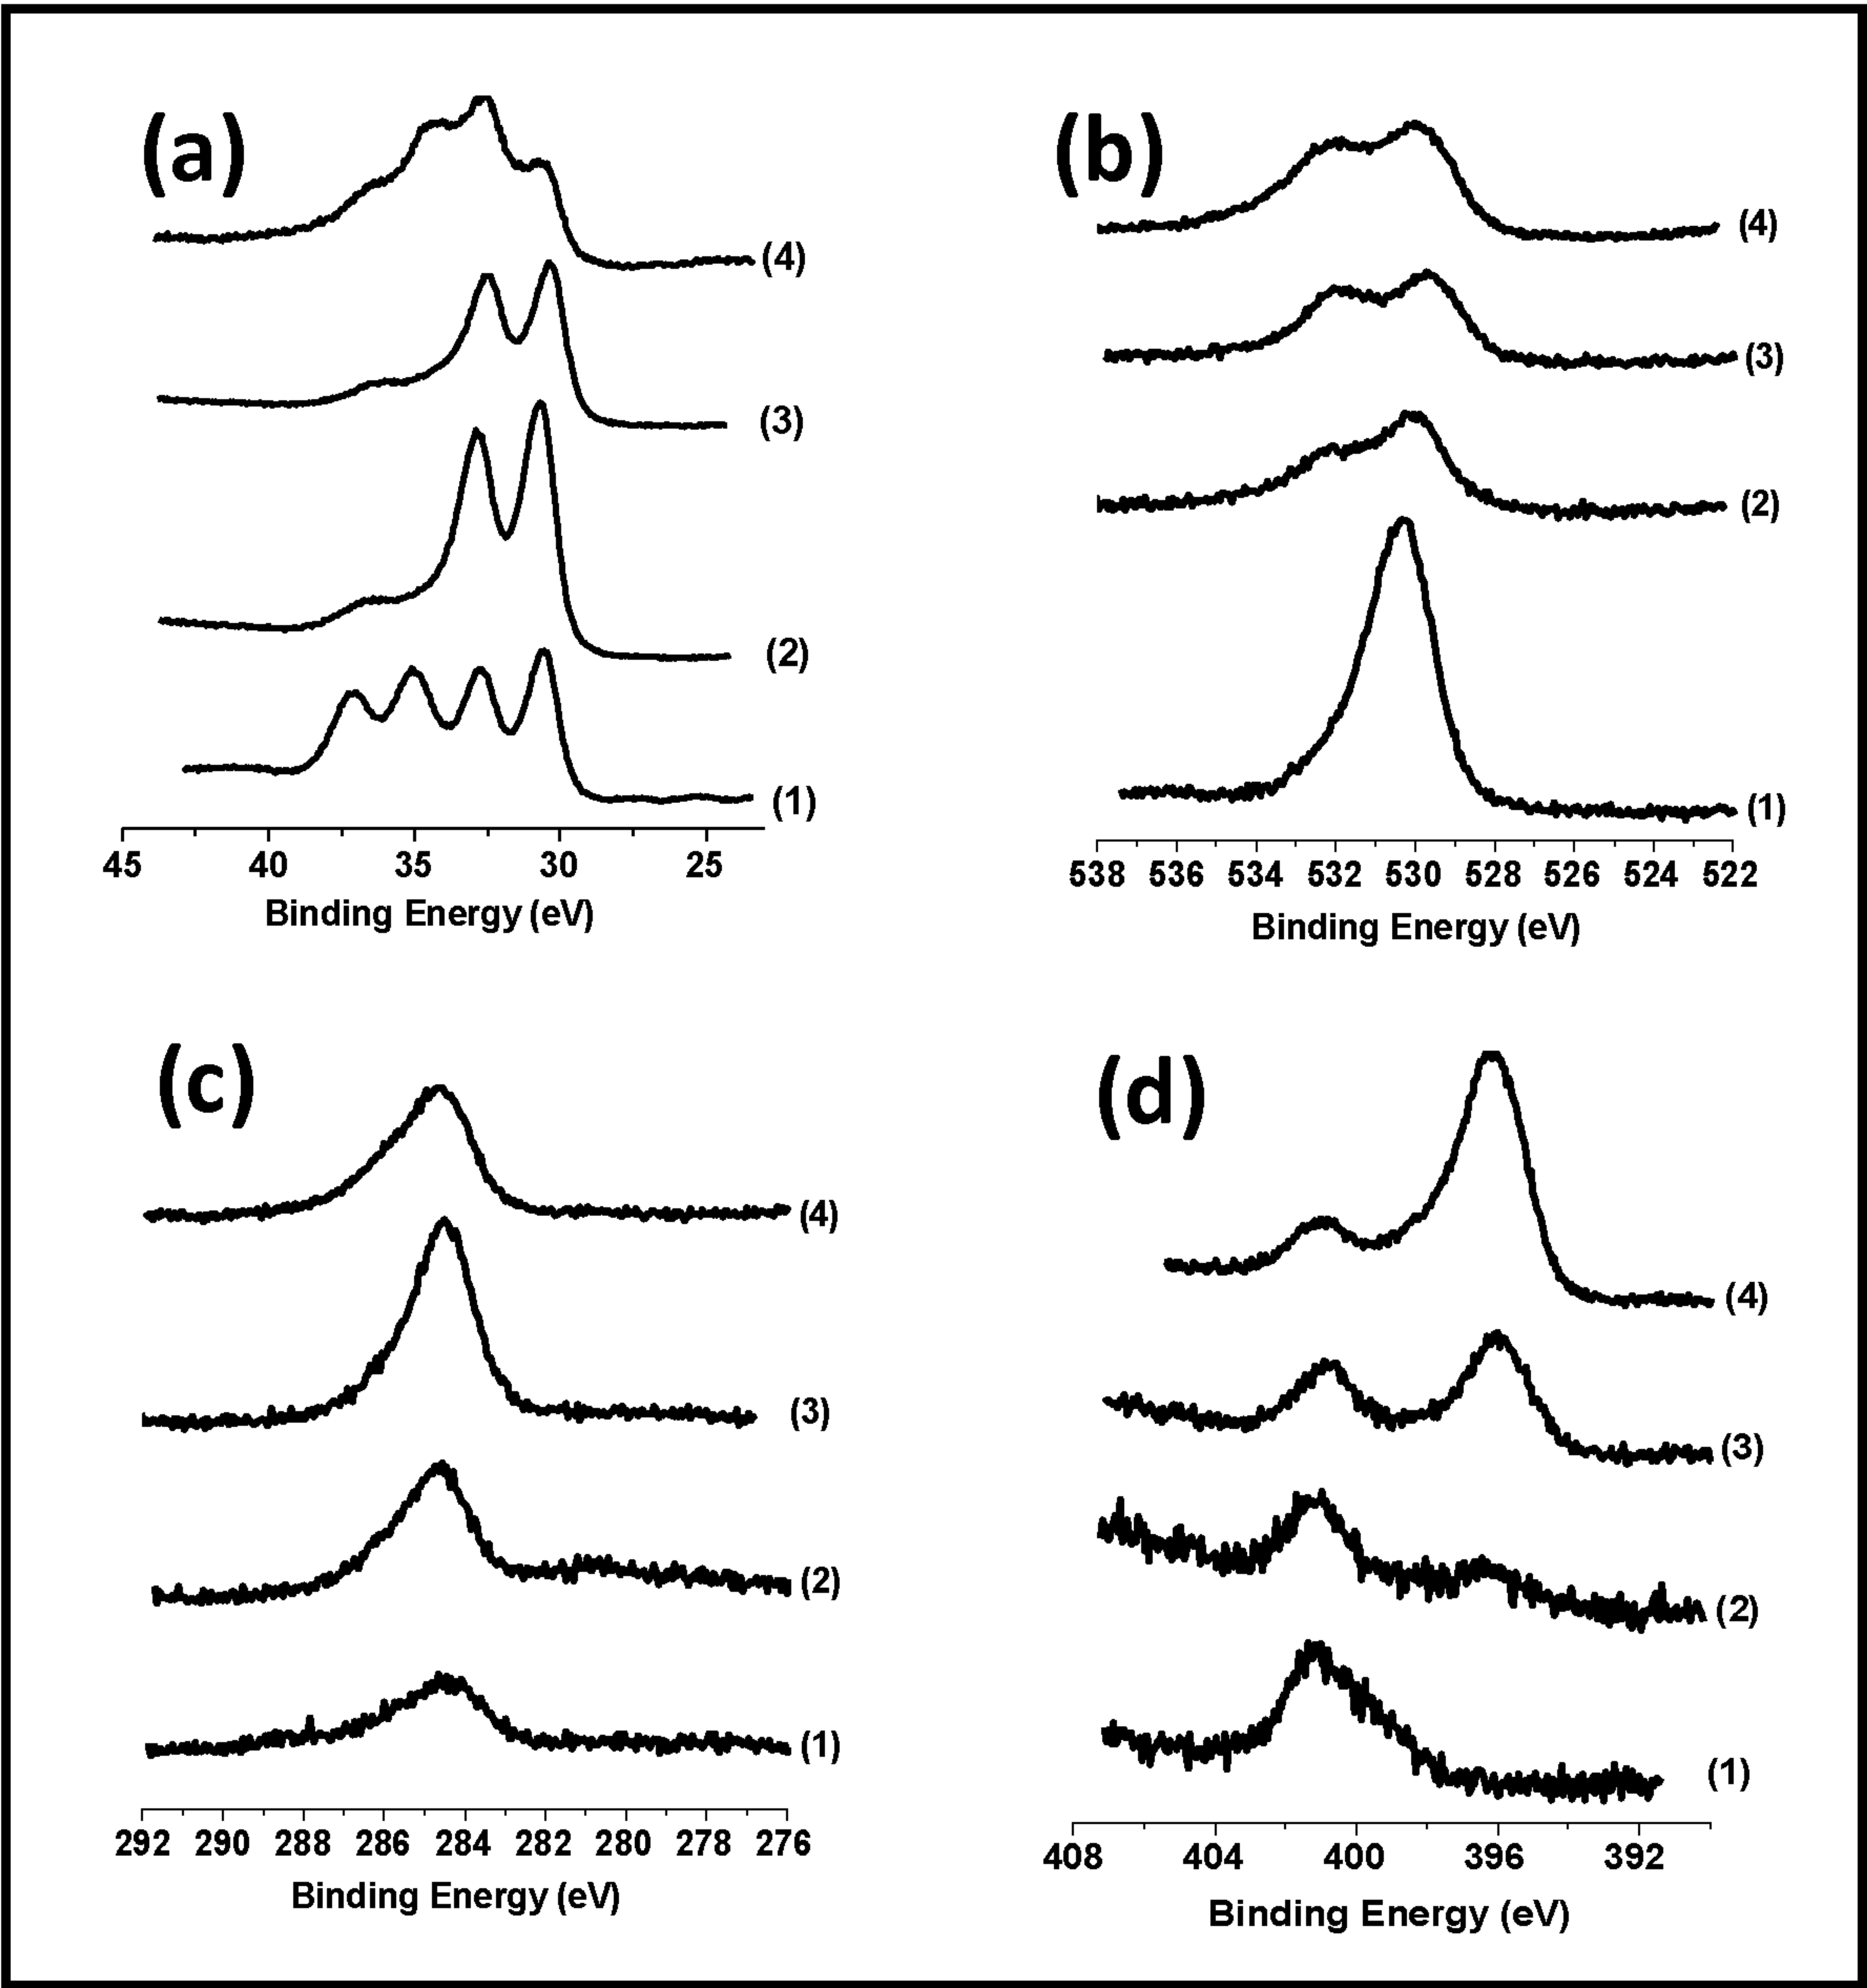 (a)
(4)
(3)
(2)
(1)
45 40 35 30 25
Binding Energy (eV)
(b)
(4)
(3)
(2)
(1)
538 536 534 532 530 528 526 524 522
Binding Energy (eV)
(c)
(4)
(3)
(2)
(1)
292 290 288 286 284 282 280 278 276
Binding Energy (eV)
(d)
(4)
(3)
(2)
(1)
408 404 400 396 392
Binding Energy (eV)